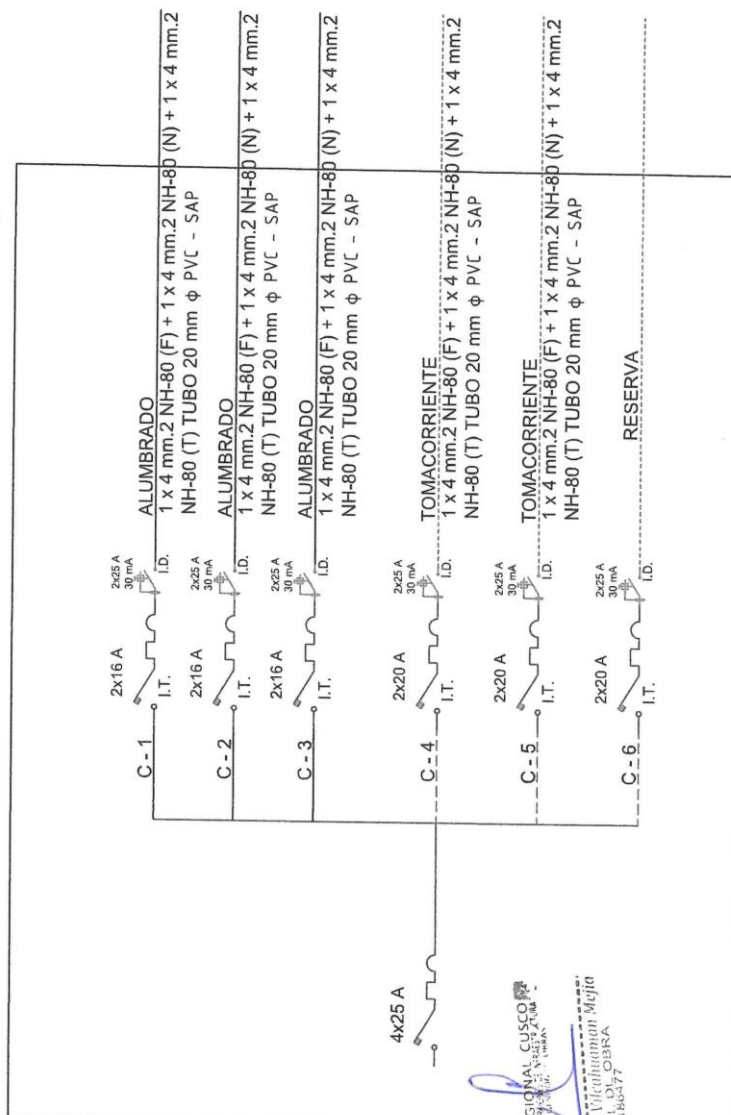 ALUMBRADO
2x16 A
2x25 A
30 mA
C - 1
I.T.
I.D.
1 x 4 mm.2 NH-80 (F) + 1 x 4 mm.2 NH-80 (N) + 1 x 4 mm.2
NH-80 (T) TUBO 20 mm φ PVC - SAP
ALUMBRADO
2x16 A
2x25 A
30 mA
C - 2
I.T.
I.D.
1 x 4 mm.2 NH-80 (F) + 1 x 4 mm.2 NH-80 (N) + 1 x 4 mm.2
NH-80 (T) TUBO 20 mm φ PVC - SAP
ALUMBRADO
2x16 A
2x25 A
30 mA
C - 3
I.T.
I.D.
1 x 4 mm.2 NH-80 (F) + 1 x 4 mm.2 NH-80 (N) + 1 x 4 mm.2
NH-80 (T) TUBO 20 mm φ PVC - SAP
4x25 A
TOMACORRIENTE
2x20 A
2x25 A
30 mA
C - 4
I.T.
I.D.
1 x 4 mm.2 NH-80 (F) + 1 x 4 mm.2 NH-80 (N) + 1 x 4 mm.2
NH-80 (T) TUBO 20 mm φ PVC - SAP
TOMACORRIENTE
2x20 A
2x25 A
30 mA
C - 5
I.T.
I.D.
1 x 4 mm.2 NH-80 (F) + 1 x 4 mm.2 NH-80 (N) + 1 x 4 mm.2
NH-80 (T) TUBO 20 mm φ PVC - SAP
RESERVA
2x20 A
2x25 A
30 mA
C - 6
I.T.
I.D.
GIONAL CUSCO
Vilcahuaman Mejia
OBRA